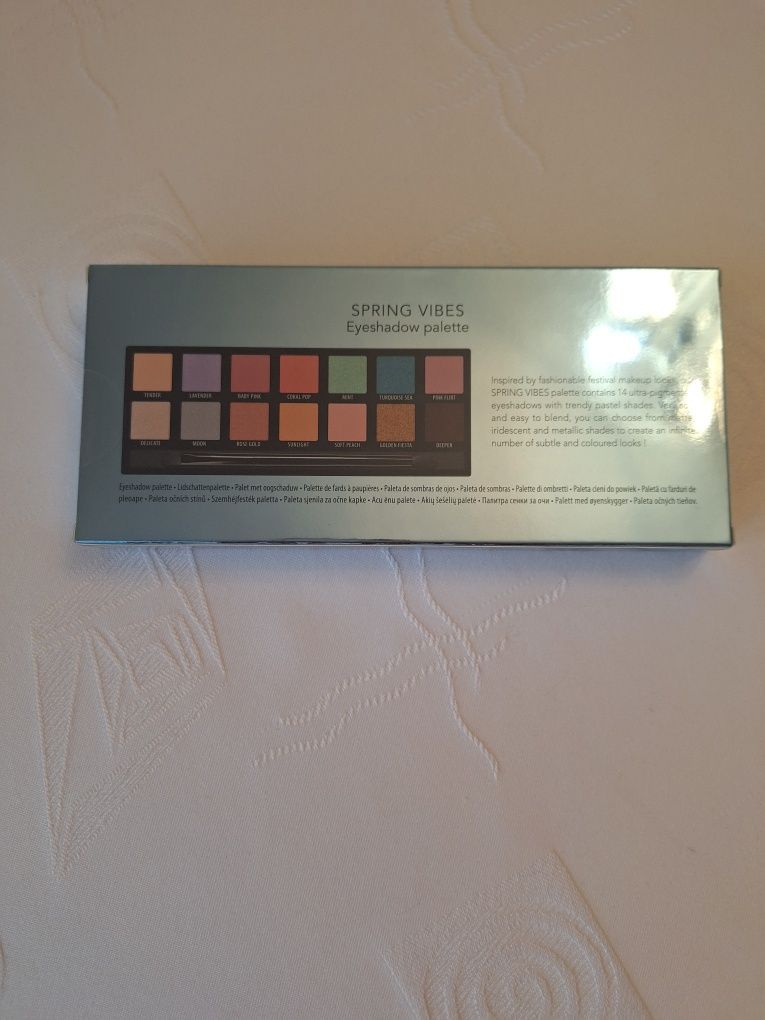 SPRING VIBES
Eyeshadow palette
TENDER LAVENDER BABY PINK CORAL POP MINT TURQUOISE SEA PINK FLIRT
DELICATE MOON ROSE GOLD SUNLIGHT SOFT PEACH GOLDEN FIESTA DEEPER
Inspired by fashionable festival makeup looks,
SPRING VIBES palette contains 14 ultra-pigmented
eyeshadows with trendy pastel shades.
and easy to blend, you can choose from matte,
iridescent and metallic shades to create an infinite
number of subtle and coloured looks !
Eyeshadow palette • Lidschattenpalette • Palet met oogschaduw • Palette de fards à paupières • Paleta de sombras de ojos • Paleta de sombras • Palette di ombretti • Paleta cieni do powiek • Paletă cu farduri de
pleoape • Paleta očních stínů • Szemhéjfesték paletta • Paleta sjenila za očne kapke • Acu ēnu palete • Akių šešėlių paletė • Палитра сенки за очи • Palett med øyenskygger • Paleta očných tieňov.